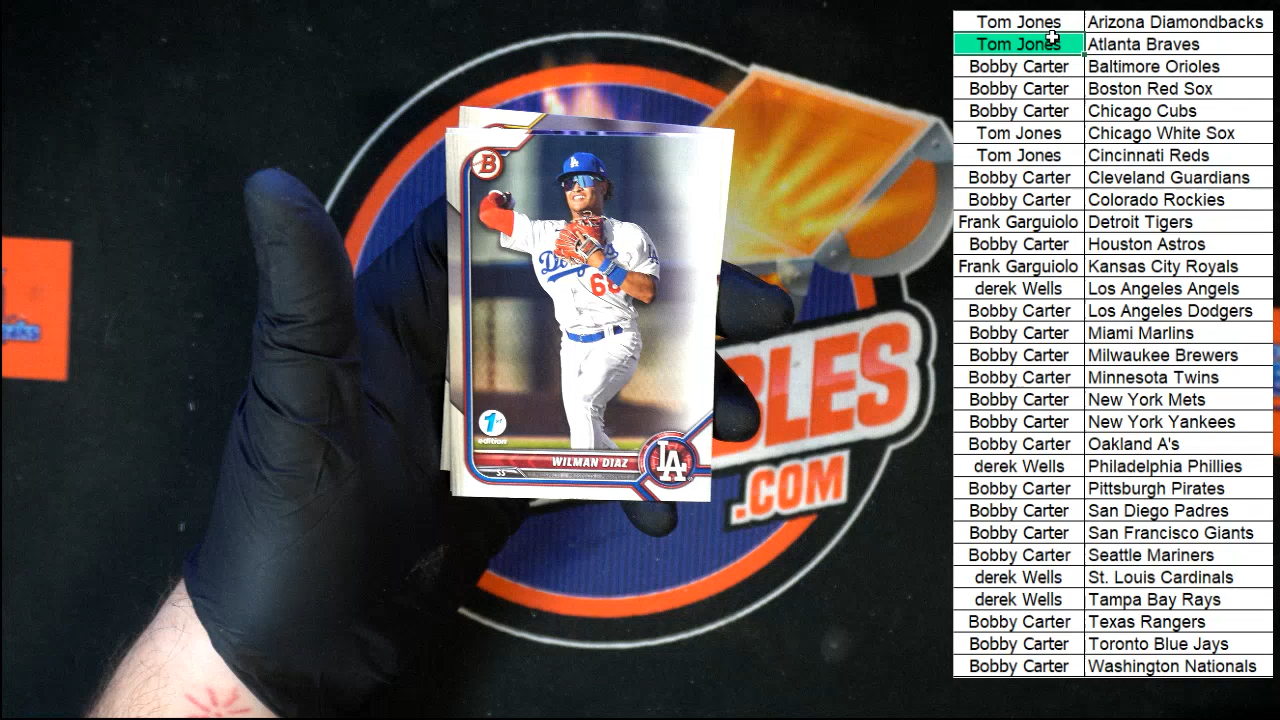 Tom Jones Arizona Diamondbacks
Tom Jones Atlanta Braves
Bobby Carter Baltimore Orioles
Bobby Carter Boston Red Sox
Bobby Carter Chicago Cubs
Tom Jones Chicago White Sox
Tom Jones Cincinnati Reds
Bobby Carter Cleveland Guardians
Bobby Carter Colorado Rockies
Frank Garguiolo Detroit Tigers
Bobby Carter Houston Astros
Frank Garguiolo Kansas City Royals
derek Wells Los Angeles Angels
Bobby Carter Los Angeles Dodgers
Bobby Carter Miami Marlins
Bobby Carter Milwaukee Brewers
Bobby Carter Minnesota Twins
Bobby Carter New York Mets
Bobby Carter New York Yankees
Bobby Carter Oakland A's
derek Wells Philadelphia Phillies
Bobby Carter Pittsburgh Pirates
Bobby Carter San Diego Padres
Bobby Carter San Francisco Giants
Bobby Carter Seattle Mariners
derek Wells St. Louis Cardinals
derek Wells Tampa Bay Rays
Bobby Carter Texas Rangers
Bobby Carter Toronto Blue Jays
Bobby Carter Washington Nationals
B
LA
1st
edition
WILMAN DIAZ
SS
LA
BLES
.COM